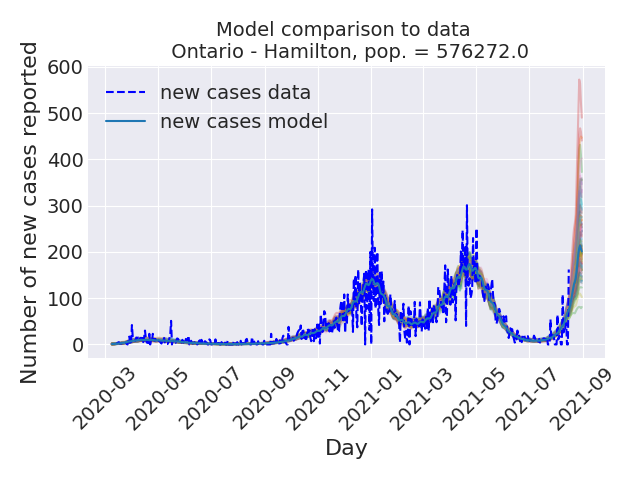 Model comparison to data
Ontario - Hamilton, pop. = 576272.0
Number of new cases reported
600
500
400
300
200
100
0
new cases data
new cases model
2020-03
2020-05
2020-07
2020-09
2020-11
2021-01
2021-03
2021-05
2021-07
2021-09
Day